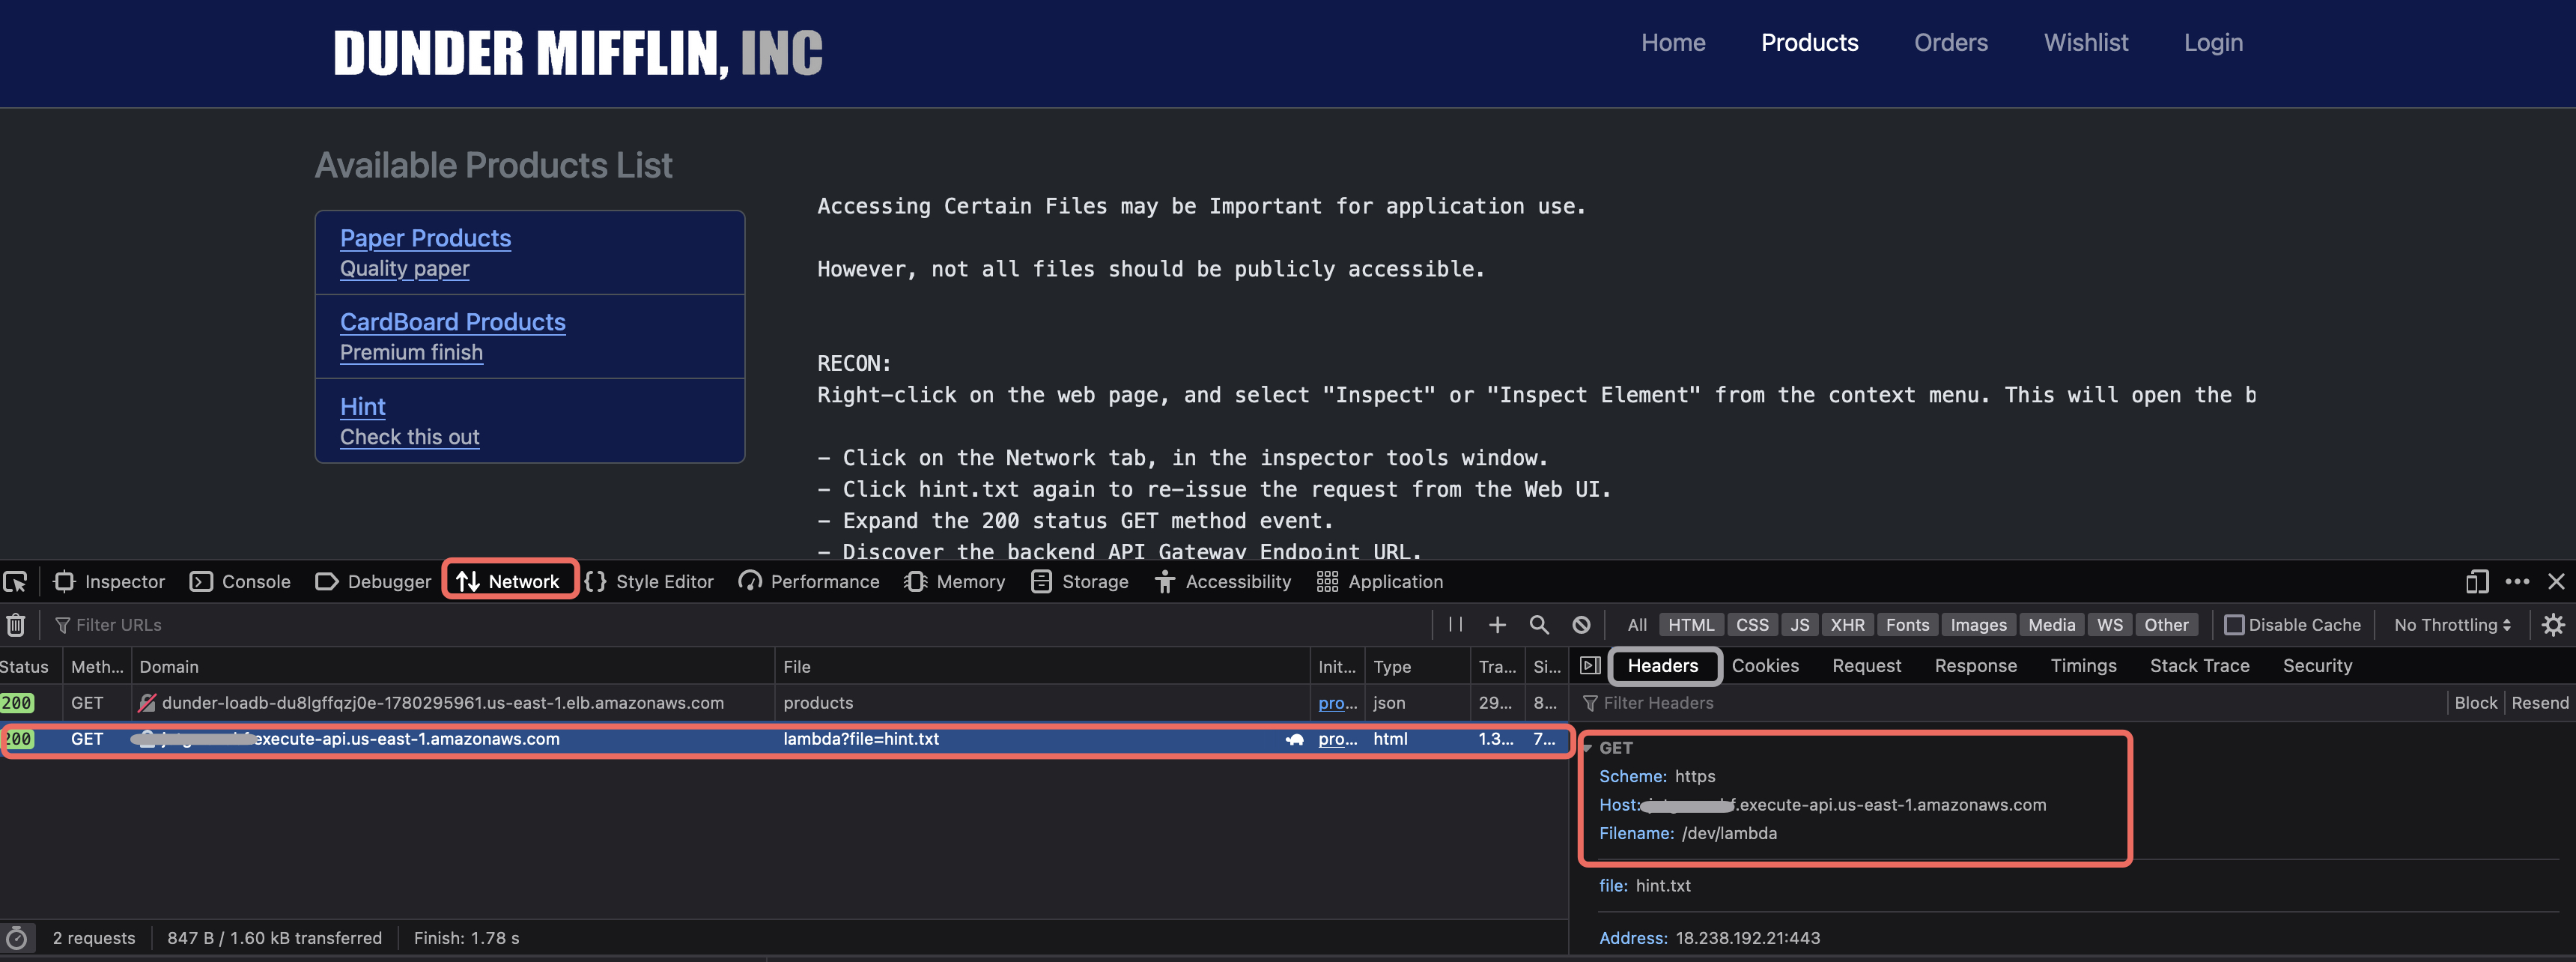 DUNDER MIFFLIN, INC
Home Products Orders Wishlist Login
Available Products List
Paper Products
Quality paper
CardBoard Products
Premium finish
Hint
Check this out
Accessing Certain Files may be Important for application use.
However, not all files should be publicly accessible.
RECON:
Right-click on the web page, and select "Inspect" or "Inspect Element" from the context menu. This will open the b
- Click on the Network tab, in the inspector tools window.
- Click hint.txt again to re-issue the request from the Web UI.
- Expand the 200 status GET method event.
- Discover the backend API Gateway Endpoint URL.
Inspector Console Debugger Network Style Editor Performance Memory Storage Accessibility Application
Filter URLs All HTML CSS JS XHR Fonts Images Media WS Other Disable Cache No Throttling
Status Meth... Domain File Init... Type Tra... Si...
200 GET dunder-loadb-du8lgffqzj0e-1780295961.us-east-1.elb.amazonaws.com products pro... json 29... 8...
200 GET execute-api.us-east-1.amazonaws.com lambda?file=hint.txt pro... html 1.3... 7...
2 requests 847 B / 1.60 kB transferred Finish: 1.78 s
Headers Cookies Request Response Timings Stack Trace Security
Filter Headers Block Resend
GET
Scheme: https
Host: .execute-api.us-east-1.amazonaws.com
Filename: /dev/lambda
file: hint.txt
Address: 18.238.192.21:443